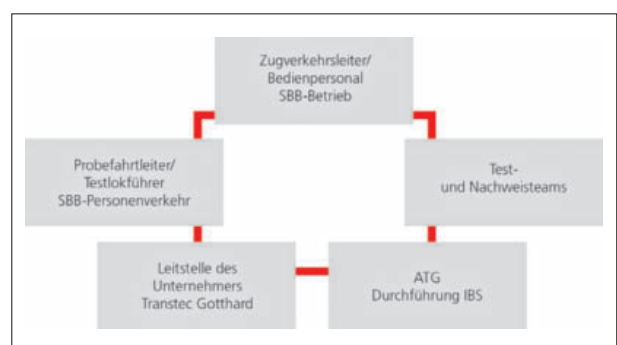 Zugverkehrsleiter/
Bedienpersonal
SBB-Betrieb
Probefahrtleiter/
Testlokführer
SBB-Personenverkehr
Test-
und Nachweisteams
Leitstelle des
Unternehmers
Transtec Gotthard
ATG
Durchführung IBS